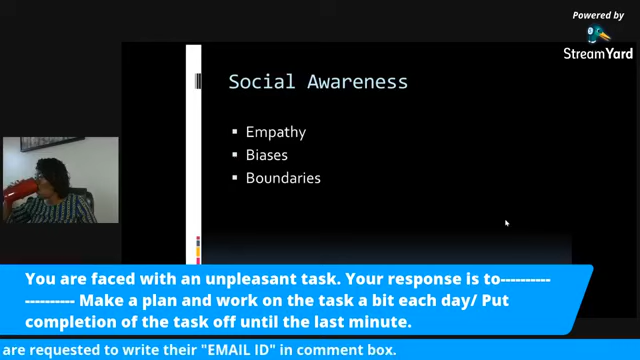 Powered by
StreamYard
Social Awareness
Empathy
Biases
Boundaries
You are faced with an unpleasant task. Your response is to----------
------------------- Make a plan and work on the task a bit each day/ Put
completion of the task off until the last minute.
are requested to write their "EMAIL ID" in comment box.